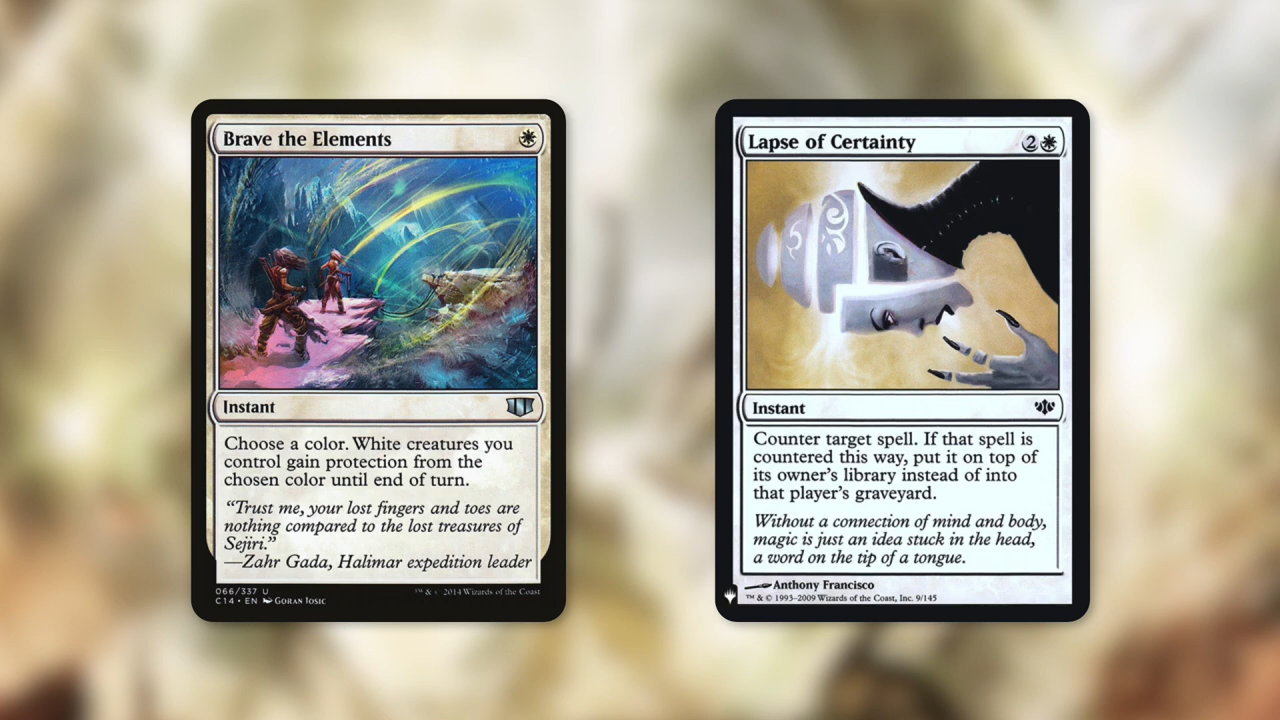 Brave the Elements
Instant
Choose a color. White creatures you
control gain protection from the
chosen color until end of turn.
“Trust me, your lost fingers and toes are
nothing compared to the lost treasures of
Sejiri.”
—Zahr Gada, Halimar expedition leader
066/337 U
C14 • EN Goran Josic
™ & © 2014 Wizards of the Coast
Lapse of Certainty
2
Instant
Counter target spell. If that spell is
countered this way, put it on top of
its owner’s library instead of into
that player’s graveyard.
Without a connection of mind and body,
magic is just an idea stuck in the head,
a word on the tip of a tongue.
Anthony Francisco
™ & © 1993–2009 Wizards of the Coast, Inc. 9/145